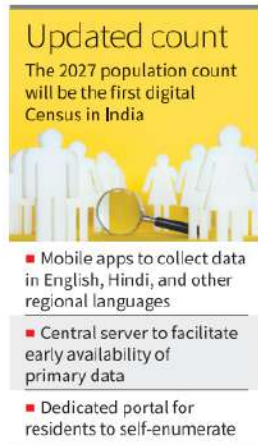 Updated count
The 2027 population count
will be the first digital
Census in India
■ Mobile apps to collect data
in English, Hindi, and other
regional languages
■ Central server to facilitate
early availability of
primary data
■ Dedicated portal for
residents to self-enumerate